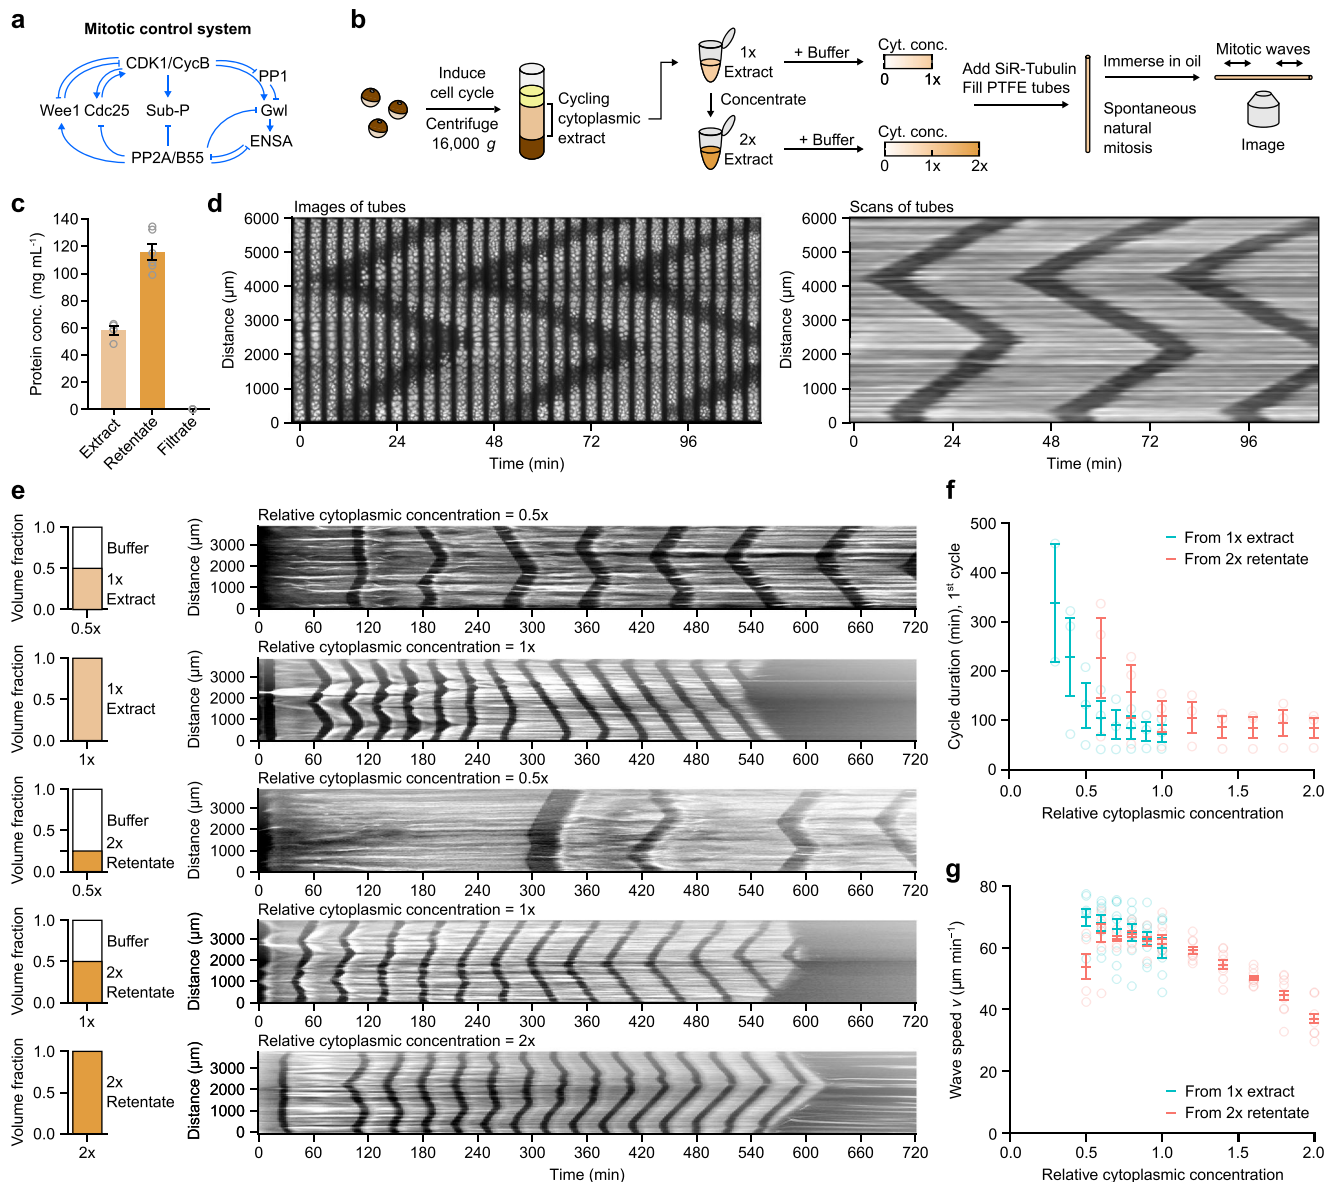 a
Mitotic control system
CDK1/CycB
PP1
Wee1 Cdc25 Sub-P Gwl
ENSA
PP2A/B55
b
Induce
cell cycle
Centrifuge
16,000 g
Cycling
cytoplasmic
extract
1x
Extract
+ Buffer
Cyt. conc.
0 1x
Concentrate
2x
Extract
+ Buffer
Cyt. conc.
0 1x 2x
Add SiR-Tubulin
Fill PTFE tubes
Immerse in oil
Spontaneous
natural
mitosis
Mitotic waves
Image
c
Protein conc. (mg mL⁻¹)
140
120
100
80
60
40
20
0
Extract
Retentate
Filtrate
d
Images of tubes
Distance (µm)
6000
5000
4000
3000
2000
1000
0
0 24 48 72 96
Time (min)
Scans of tubes
Distance (µm)
6000
5000
4000
3000
2000
1000
0
0 24 48 72 96
Time (min)
e
Volume fraction
1.0
0.5
0.0
Buffer
1x
Extract
0.5x
Relative cytoplasmic concentration = 0.5x
Distance (µm)
3000
2000
1000
0
0 60 120 180 240 300 360 420 480 540 600 660 720
Volume fraction
1.0
0.5
0.0
1x
Extract
1x
Relative cytoplasmic concentration = 1x
Distance (µm)
3000
2000
1000
0
0 60 120 180 240 300 360 420 480 540 600 660 720
Volume fraction
1.0
0.5
0.0
Buffer
2x
Retentate
0.5x
Relative cytoplasmic concentration = 0.5x
Distance (µm)
3000
2000
1000
0
0 60 120 180 240 300 360 420 480 540 600 660 720
Volume fraction
1.0
0.5
0.0
Buffer
2x
Retentate
1x
Relative cytoplasmic concentration = 1x
Distance (µm)
3000
2000
1000
0
0 60 120 180 240 300 360 420 480 540 600 660 720
Volume fraction
1.0
0.5
0.0
2x
Retentate
2x
Relative cytoplasmic concentration = 2x
Distance (µm)
3000
2000
1000
0
0 60 120 180 240 300 360 420 480 540 600 660 720
Time (min)
f
Cycle duration (min), 1st cycle
500
400
300
200
100
0
From 1x extract
From 2x retentate
0.0 0.5 1.0 1.5 2.0
Relative cytoplasmic concentration
g
Wave speed v (µm min⁻¹)
80
60
40
20
0
From 1x extract
From 2x retentate
0.0 0.5 1.0 1.5 2.0
Relative cytoplasmic concentration